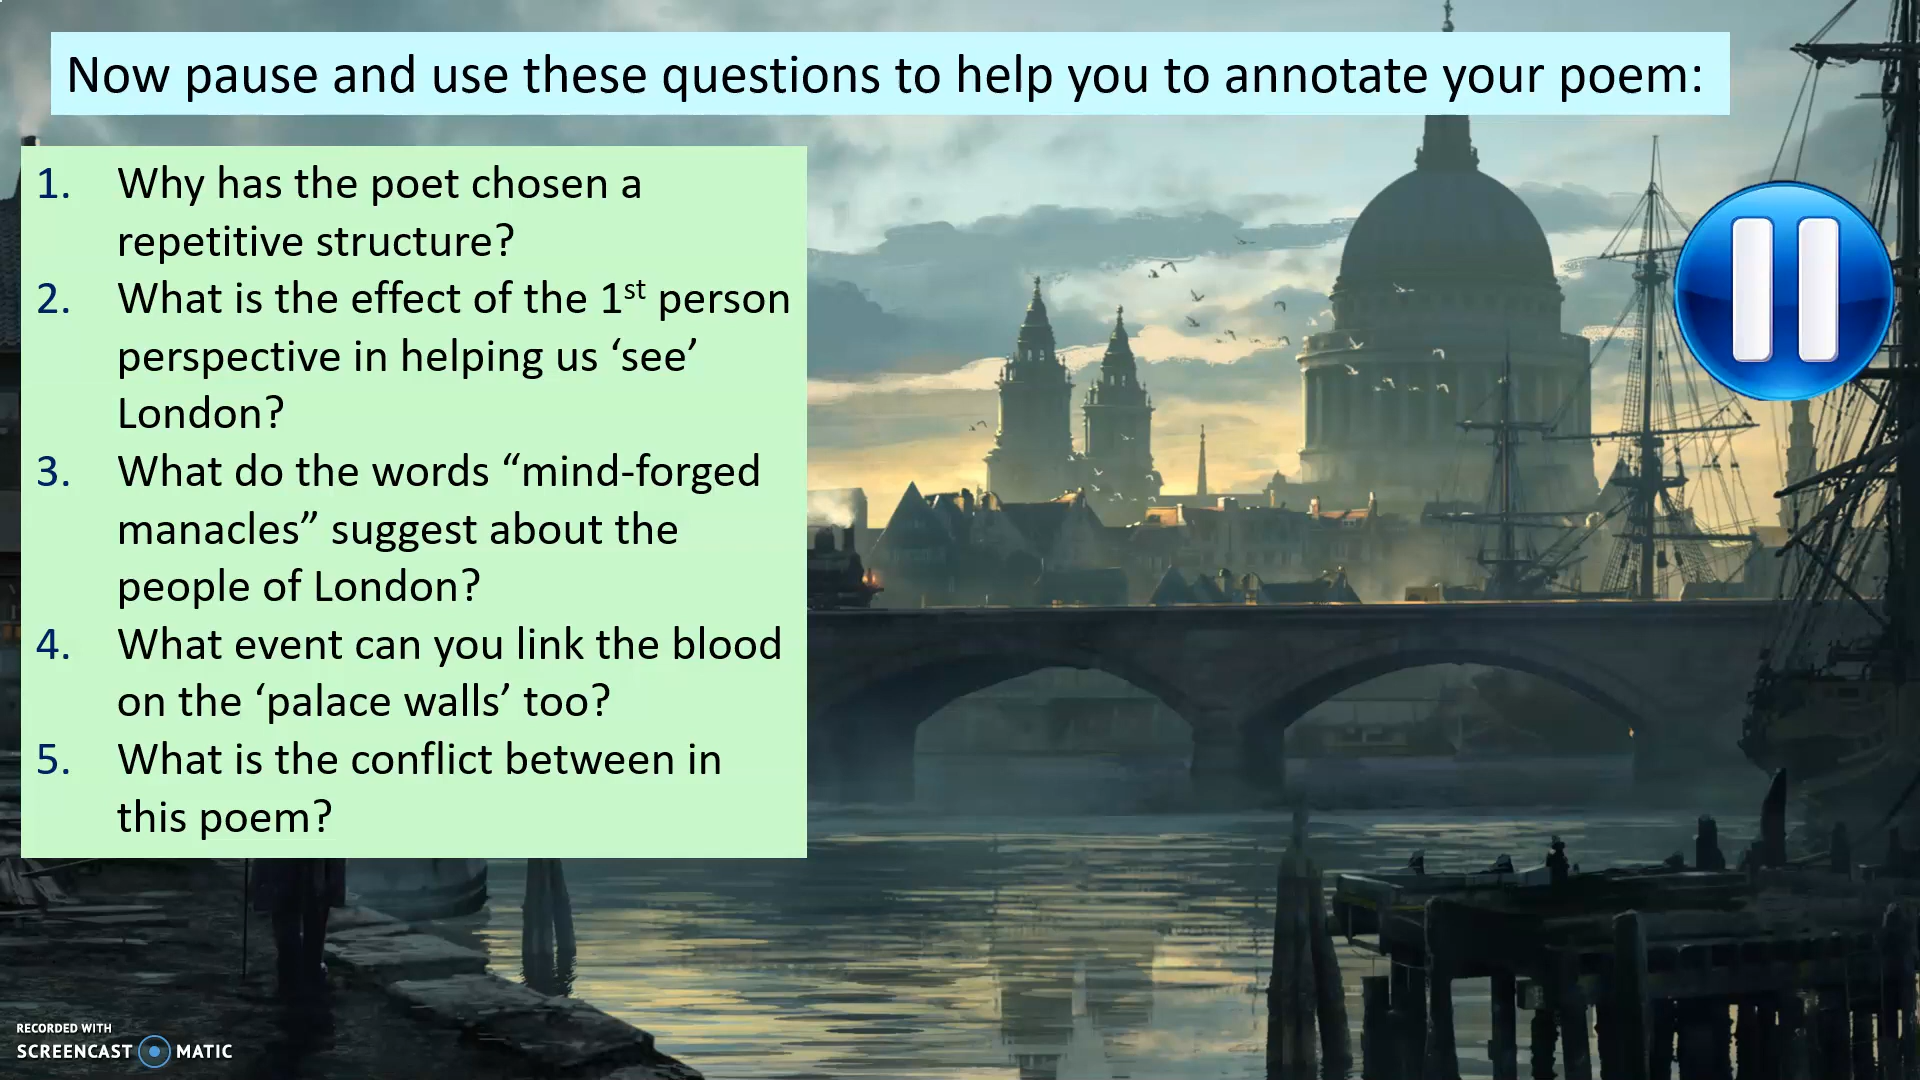 Now pause and use these questions to help you to annotate your poem:
1. Why has the poet chosen a
repetitive structure?
2. What is the effect of the 1st person
perspective in helping us ‘see’
London?
3. What do the words “mind-forged
manacles” suggest about the
people of London?
4. What event can you link the blood
on the ‘palace walls’ too?
5. What is the conflict between in
this poem?
RECORDED WITH
SCREENCAST MATIC